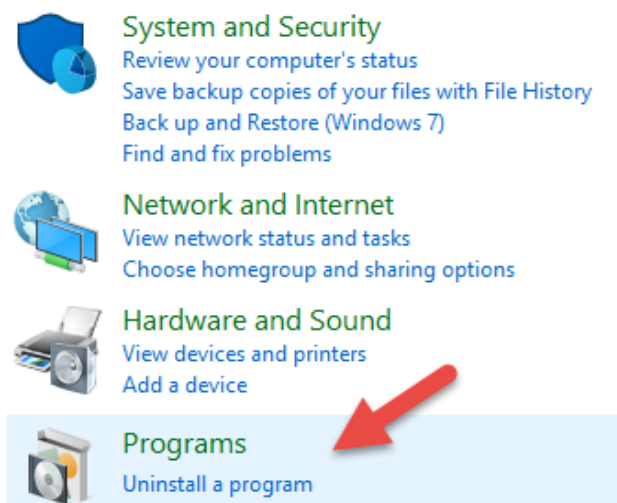 System and Security
Review your computer's status
Save backup copies of your files with File History
Back up and Restore (Windows 7)
Find and fix problems
Network and Internet
View network status and tasks
Choose homegroup and sharing options
Hardware and Sound
View devices and printers
Add a device
Programs
Uninstall a program